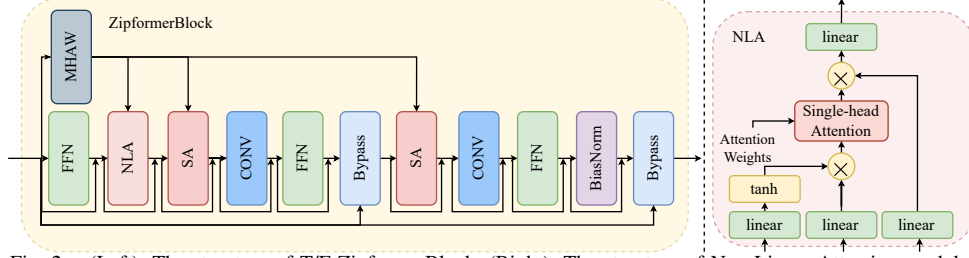 ZipformerBlock
MHAW
FFN
NLA
SA
CONV
FFN
Bypass
SA
CONV
FFN
BiasNorm
Bypass
NLA
linear
Single-head
Attention
Attention
Weights
tanh
linear
linear
linear